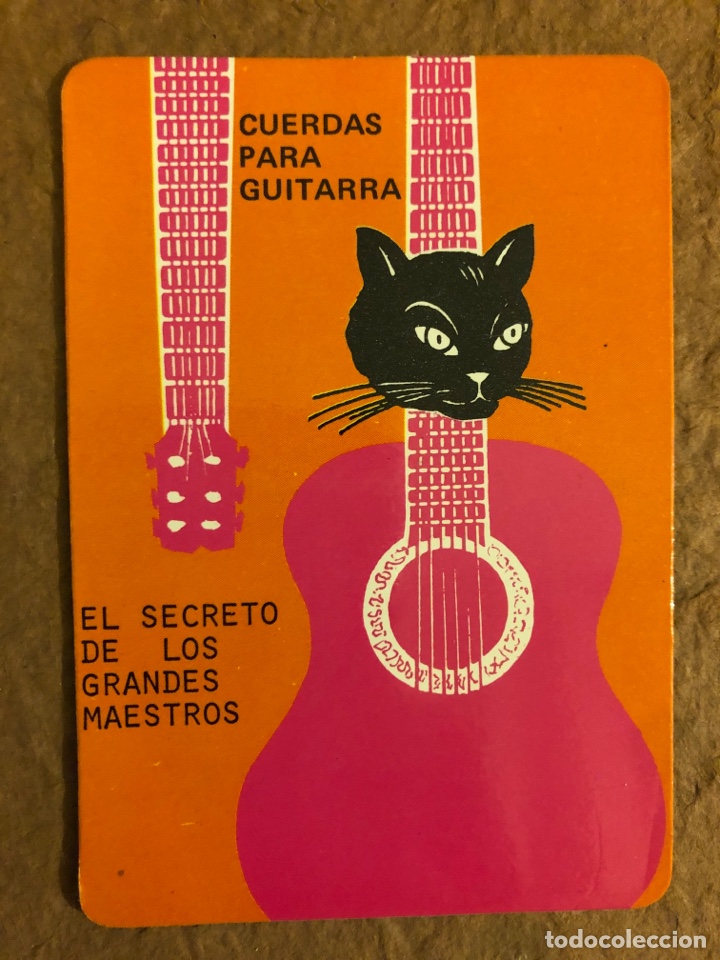 CUERDAS
PARA
GUITARRA
EL SECRETO
DE LOS
GRANDES
MAESTROS
todocoleccion